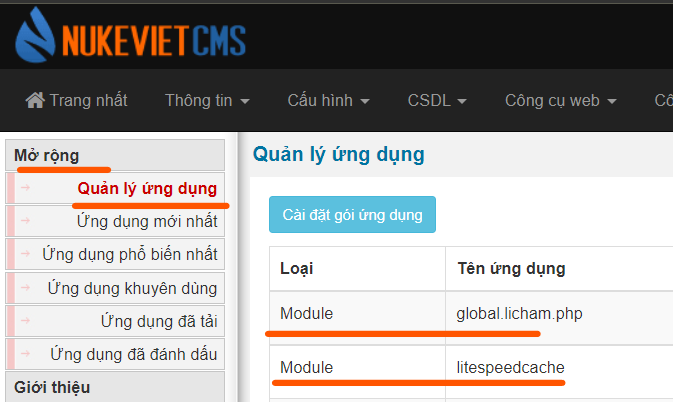 NUKEVIETCMS
Trang nhất Thông tin Cấu hình CSDL Công cụ web Cô
Mở rộng
Quản lý ứng dụng
Ứng dụng mới nhất
Ứng dụng phổ biến nhất
Ứng dụng khuyên dùng
Ứng dụng đã tải
Ứng dụng đã đánh dấu
Giới thiệu
Quản lý ứng dụng
Cài đặt gói ứng dụng
Loại Tên ứng dụng
Module global.licham.php
Module litespeedcache